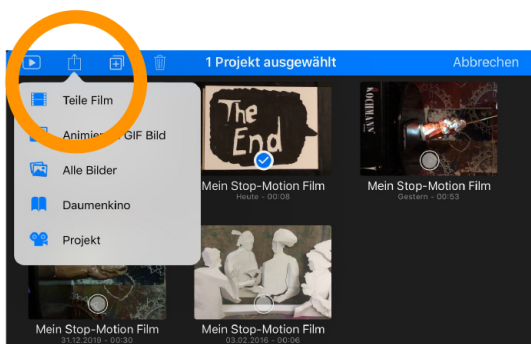 1 Projekt ausgewählt
Abbrechen
Teile Film
GIF Bild
Alle Bilder
Daumenkino
Projekt
The
End
KOCHMANN
Mein Stop-Motion Film
Heute - 00:08
Mein Stop-Motion Film
Gestern - 00:53
Mein Stop-Motion Film
31.12.2019 - 00:30
Mein Stop-Motion Film
03.02.2016 - 00:06